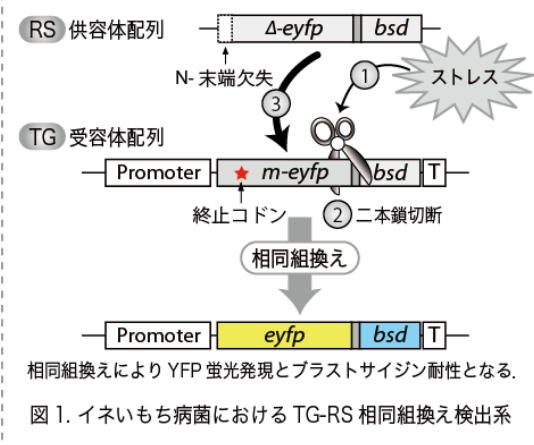 RS 供容体配列
Δ-eyfp bsd
N- 末端欠失
① ストレス
③
TG 受容体配列
Promoter ★ m-eyfp bsd T
終止コドン ② 二本鎖切断
相同組換え
Promoter eyfp bsd T
相同組換えにより YFP 蛍光発現とブラストサイジン耐性となる.
図 1. イネいもち病菌における TG-RS 相同組換え検出系